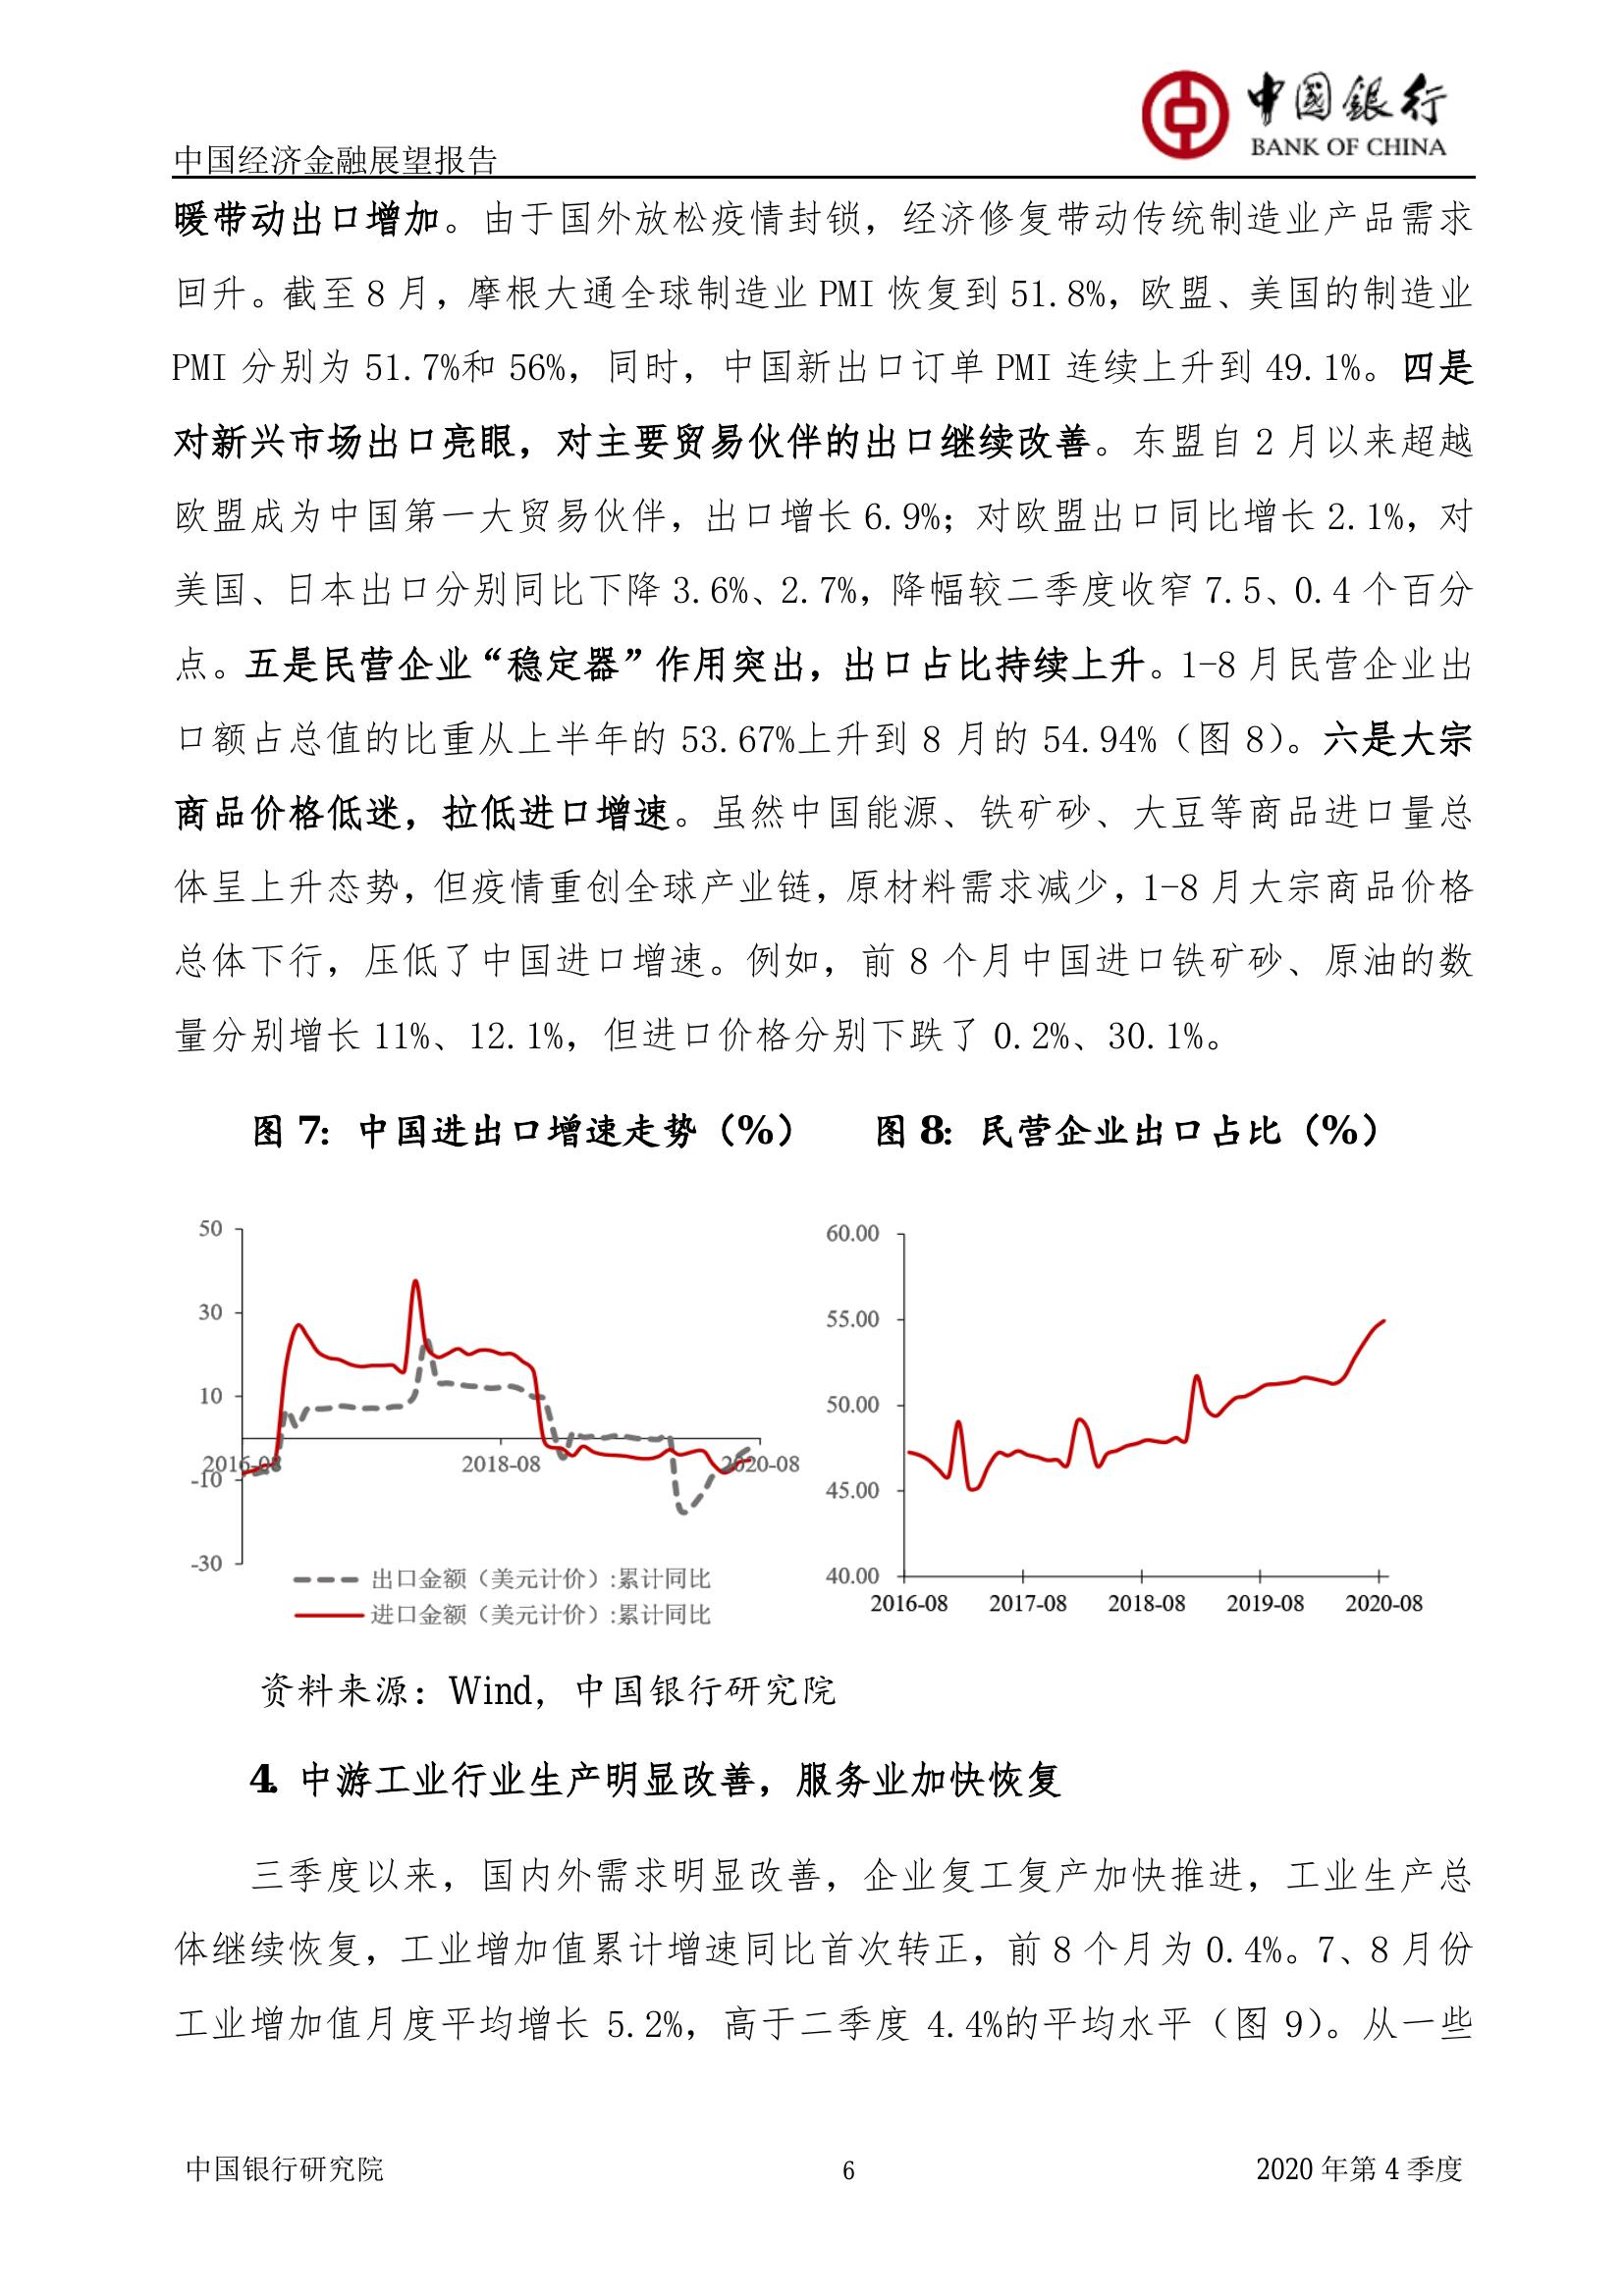 中国银行
BANK OF CHINA
中国经济金融展望报告
暖带动出口增加。由于国外放松疫情封锁，经济修复带动传统制造业产品需求
回升。截至 8 月，摩根大通全球制造业 PMI 恢复到 51.8%，欧盟、美国的制造业
PMI 分别为 51.7%和 56%，同时，中国新出口订单 PMI 连续上升到 49.1%。四是
对新兴市场出口亮眼，对主要贸易伙伴的出口继续改善。东盟自 2 月以来超越
欧盟成为中国第一大贸易伙伴，出口增长 6.9%；对欧盟出口同比增长 2.1%，对
美国、日本出口分别同比下降 3.6%、2.7%，降幅较二季度收窄 7.5、0.4 个百分
点。五是民营企业“稳定器”作用突出，出口占比持续上升。1-8 月民营企业出
口额占总值的比重从上半年的 53.67%上升到 8 月的 54.94%（图 8）。六是大宗
商品价格低迷，拉低进口增速。虽然中国能源、铁矿砂、大豆等商品进口量总
体呈上升态势，但疫情重创全球产业链，原材料需求减少，1-8 月大宗商品价格
总体下行，压低了中国进口增速。例如，前 8 个月中国进口铁矿砂、原油的数
量分别增长 11%、12.1%，但进口价格分别下跌了 0.2%、30.1%。
图 7：中国进出口增速走势（%）
50
30
10
-10
-30
2016-08
2018-08
2020-08
出口金额（美元计价）:累计同比
进口金额（美元计价）:累计同比
图 8：民营企业出口占比（%）
60.00
55.00
50.00
45.00
40.00
2016-08
2017-08
2018-08
2019-08
2020-08
资料来源：Wind，中国银行研究院
4. 中游工业行业生产明显改善，服务业加快恢复
三季度以来，国内外需求明显改善，企业复工复产加快推进，工业生产总
体继续恢复，工业增加值累计增速同比首次转正，前 8 个月为 0.4%。7、8 月份
工业增加值月度平均增长 5.2%，高于二季度 4.4%的平均水平（图 9）。从一些
中国银行研究院
6
2020 年第 4 季度